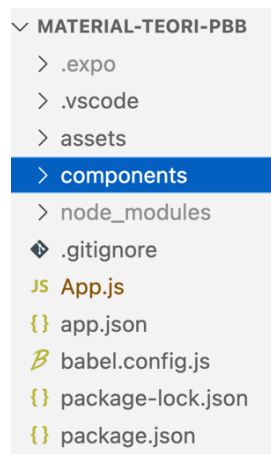 MATERIAL-TEORI-PBB
.expo
.vscode
assets
components
node_modules
.gitignore
JS App.js
{} app.json
B babel.config.js
{} package-lock.json
{} package.json